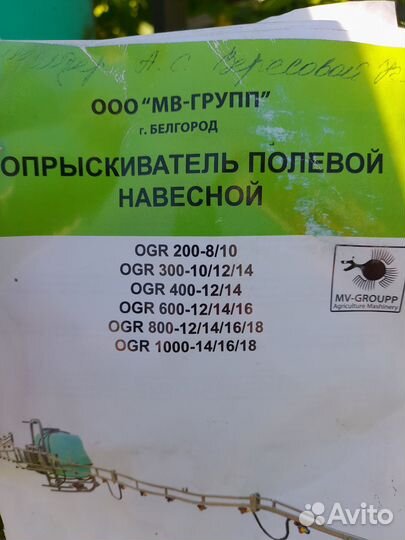 А. С. Вересовой
ООО "МВ-ГРУПП"
г. БЕЛГОРОД
ОПРЫСКИВАТЕЛЬ ПОЛЕВОЙ
НАВЕСНОЙ
OGR 200-8/10
OGR 300-10/12/14
OGR 400-12/14
OGR 600-12/14/16
OGR 800-12/14/16/18
OGR 1000-14/16/18
MV-GROUPP
Agriculture Machinery
Avito